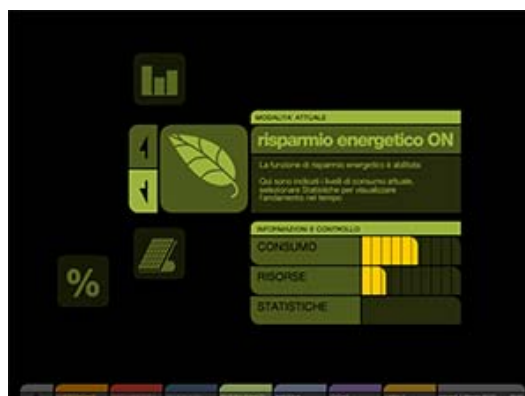 MODALITA' ATTUALE
risparmio energetico ON
La funzione di risparmio energetico è abilitata
Qui sono indicati i livelli di consumo attuale,
selezionare Statistiche per visualizzare
l'andamento nel tempo
INFORMAZIONI E CONTROLLO
CONSUMO
RISORSE
STATISTICHE
%